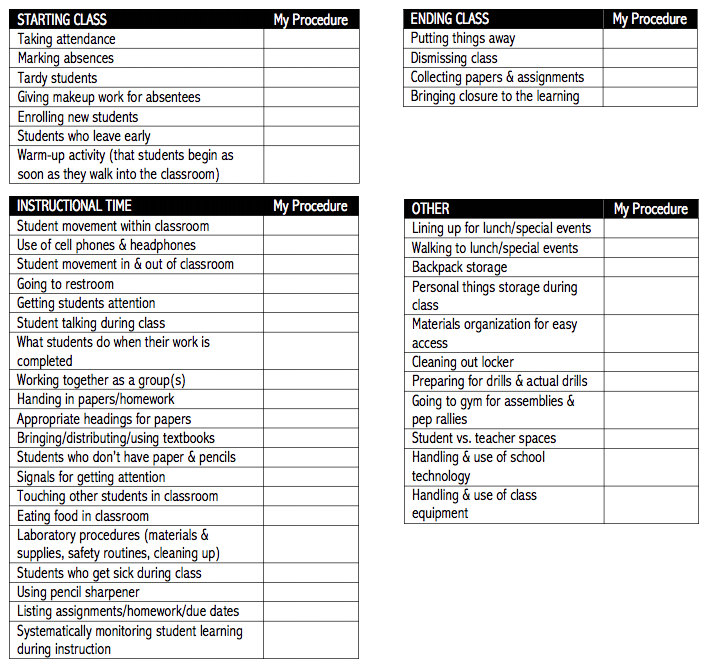 STARTING CLASS My Procedure
Taking attendance
Marking absences
Tardy students
Giving makeup work for absentees
Enrolling new students
Students who leave early
Warm-up activity (that students begin as
soon as they walk into the classroom)
INSTRUCTIONAL TIME My Procedure
Student movement within classroom
Use of cell phones & headphones
Student movement in & out of classroom
Going to restroom
Getting students attention
Student talking during class
What students do when their work is
completed
Working together as a group(s)
Handing in papers/homework
Appropriate headings for papers
Bringing/distributing/using textbooks
Students who don't have paper & pencils
Signals for getting attention
Touching other students in classroom
Eating food in classroom
Laboratory procedures (materials &
supplies, safety routines, cleaning up)
Students who get sick during class
Using pencil sharpener
Listing assignments/homework/due dates
Systematically monitoring student learning
during instruction
ENDING CLASS My Procedure
Putting things away
Dismissing class
Collecting papers & assignments
Bringing closure to the learning
OTHER My Procedure
Lining up for lunch/special events
Walking to lunch/special events
Backpack storage
Personal things storage during
class
Materials organization for easy
access
Cleaning out locker
Preparing for drills & actual drills
Going to gym for assemblies &
pep rallies
Student vs. teacher spaces
Handling & use of school
technology
Handling & use of class
equipment